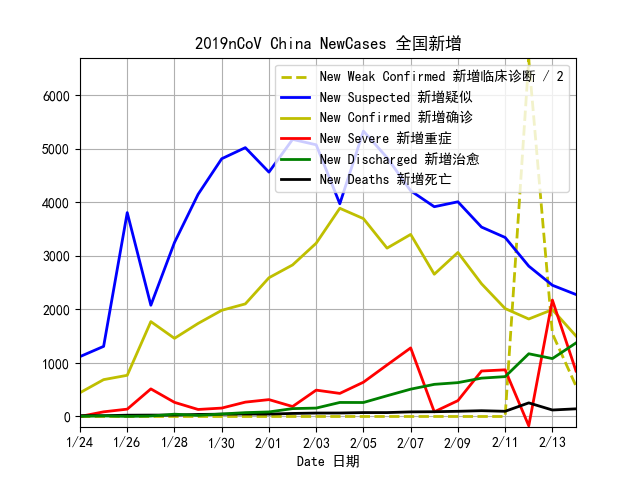 2019nCoV China NewCases 全国新增
New Weak Confirmed 新增临床诊断 / 2
New Suspected 新增疑似
New Confirmed 新增确诊
New Severe 新增重症
New Discharged 新增治愈
New Deaths 新增死亡
6000
5000
4000
3000
2000
1000
0
1/24 1/26 1/28 1/30 2/01 2/03 2/05 2/07 2/09 2/11 2/13
Date 日期